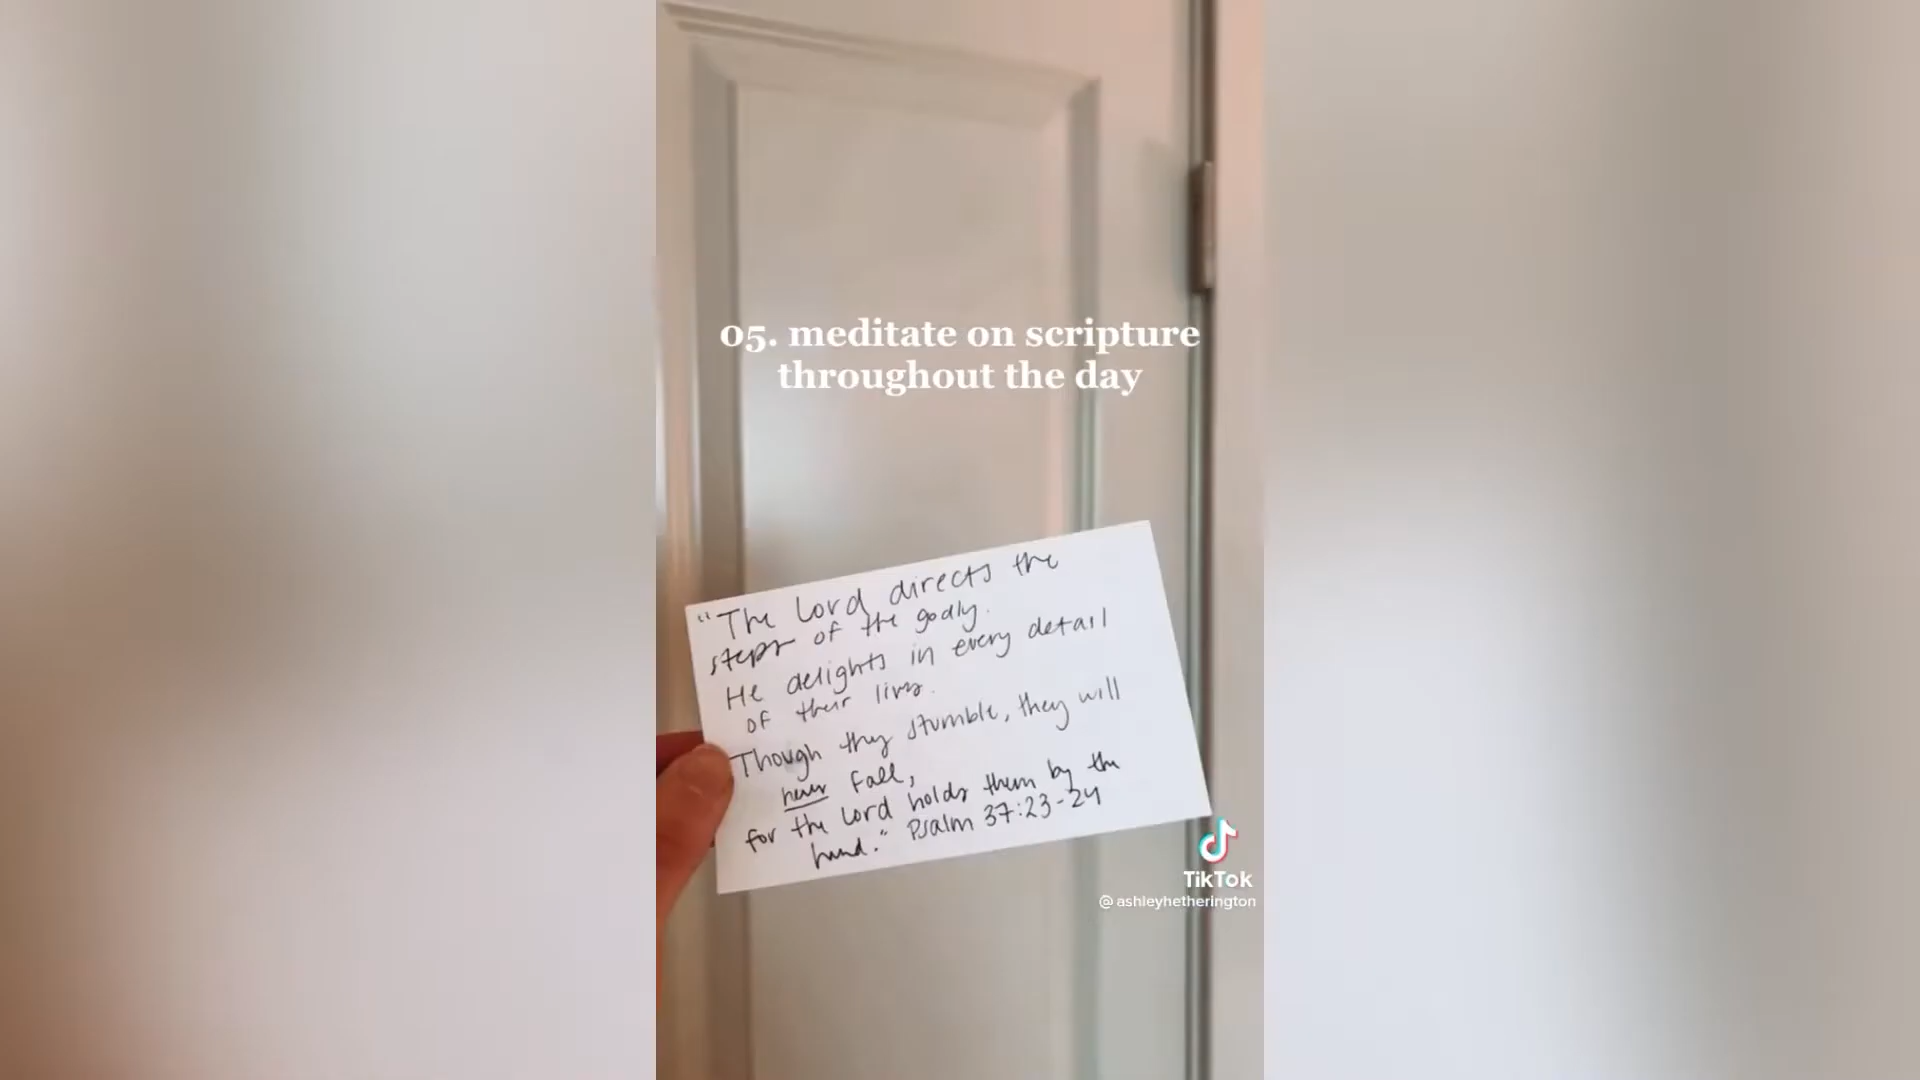 05. meditate on scripture
throughout the day
"The Lord directs the
steps of the godly.
He delights in every detail
of their lives.
Though they stumble, they will
never fall,
for the Lord holds them by the
hand." Psalm 37:23-24
TikTok
@ashleyhetherington